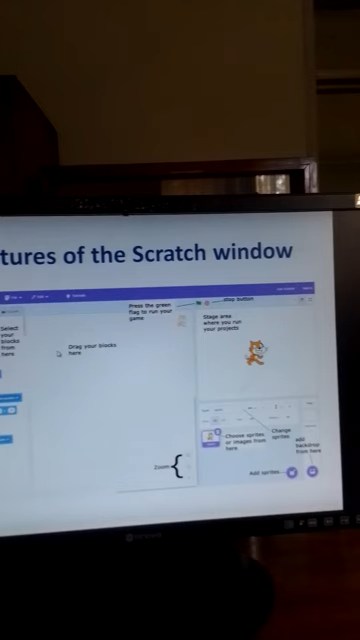 tures of the Scratch window
Press the green
flag to run your
game
stop button
Select
your
blocks
from
here
Drag your blocks
here
Stage area
where you run
your projects
Choose sprites
or images from
here
Change
sprites
add
backdrop
from here
Zoom
Add sprites